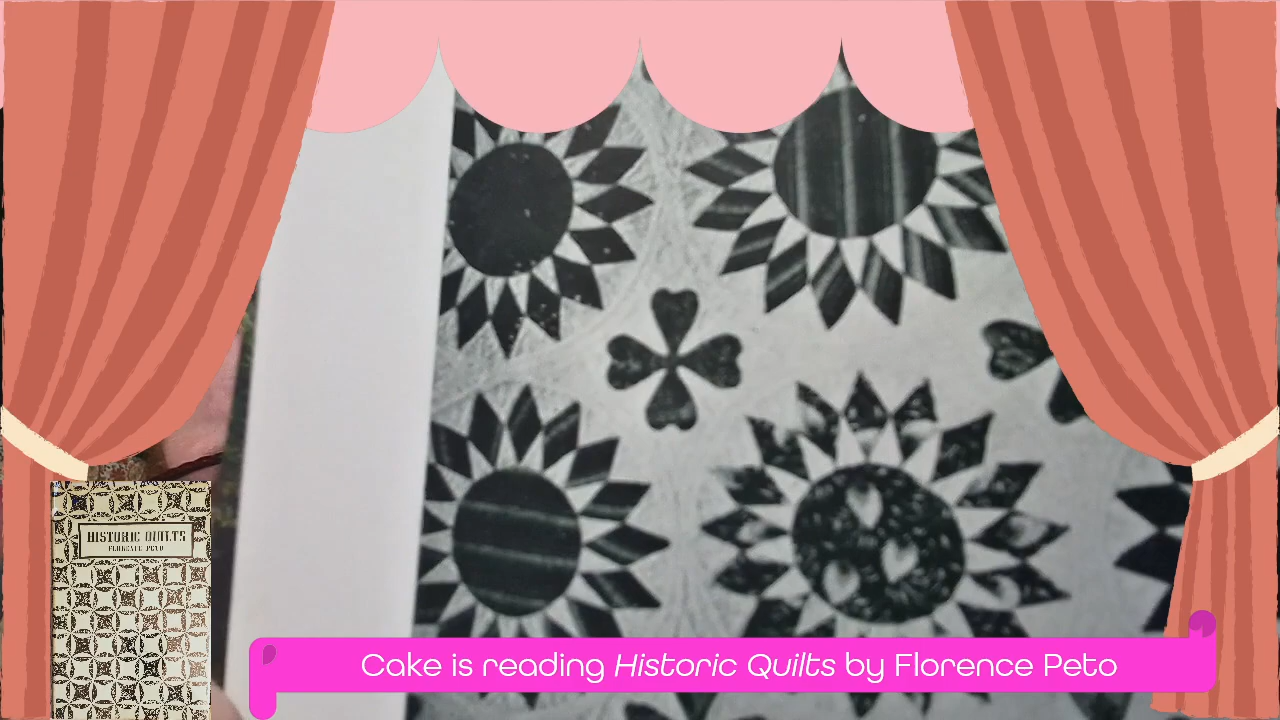 HISTORIC QUILTS
FLORENCE PETO
Cake is reading Historic Quilts by Florence Peto